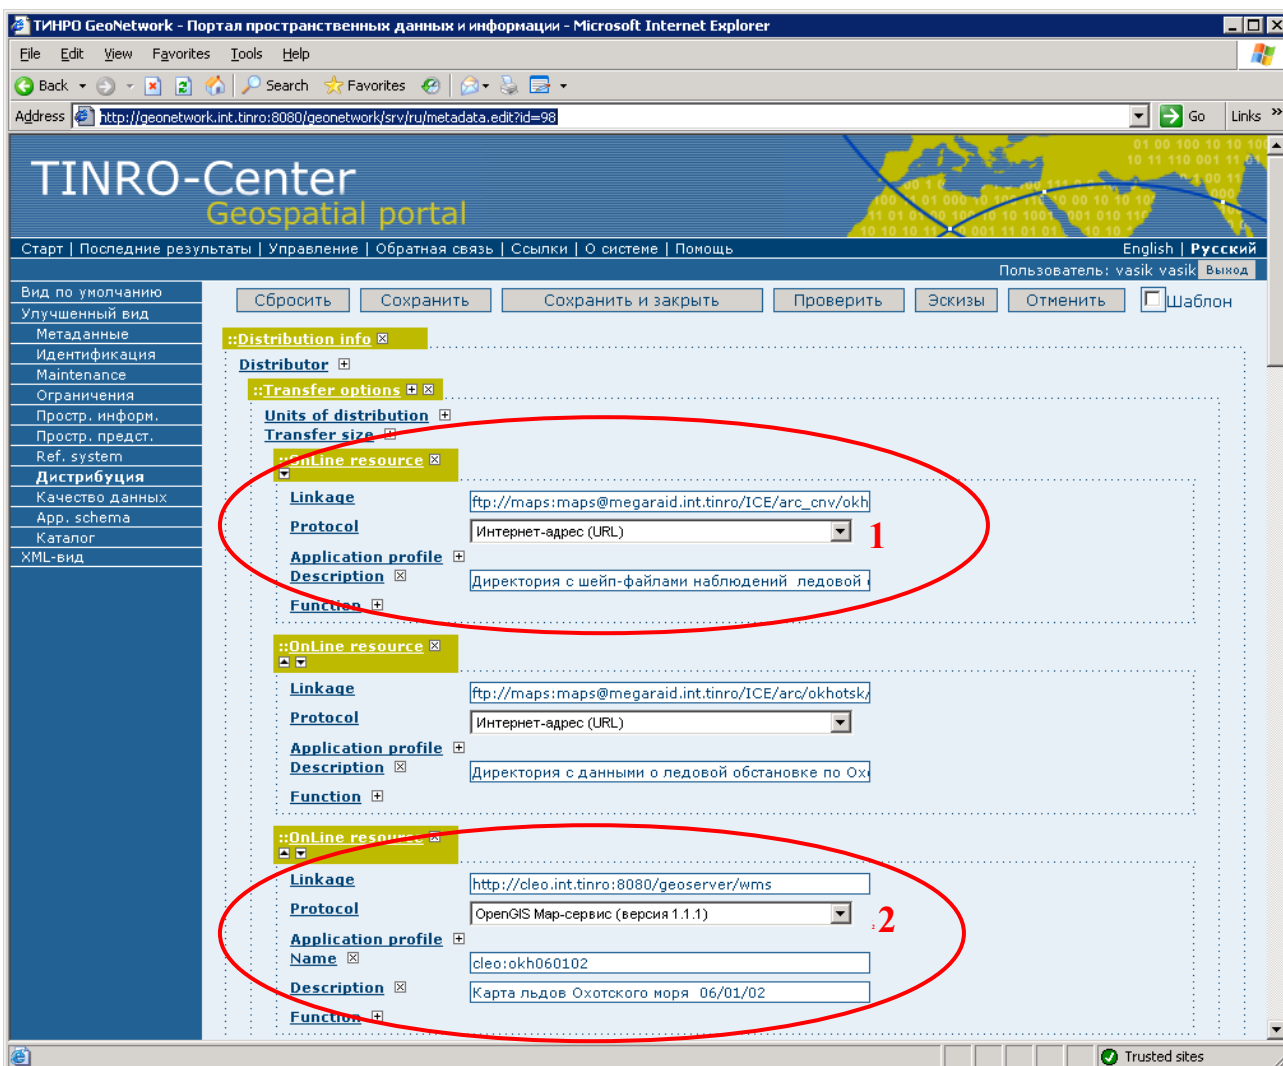 ТИНРО GeoNetwork - Портал пространственных данных и информации - Microsoft Internet Explorer
File Edit View Favorites Tools Help
Back Search Favorites
Address http://geonetwork.int.tinro:8080/geonetwork/srv/ru/metadata.edit?id=98 Go Links »
TINRO-Center
Geospatial portal
Старт | Последние результаты | Управление | Обратная связь | Ссылки | О системе | Помощь English | Русский
Пользователь: vasik vasik Выход
Вид по умолчанию
Улучшенный вид
Метаданные
Идентификация
Maintenance
Ограничения
Простр. информ.
Простр. предст.
Ref. system
Дистрибуция
Качество данных
App. schema
Каталог
XML-вид
Сбросить Сохранить Сохранить и закрыть Проверить Эскизы Отменить Шаблон
::Distribution info
Distributor
::Transfer options
Units of distribution
Transfer size
::OnLine resource
Linkage ftp://maps:maps@megaraid.int.tinro/ICE/arc_cnv/okh
Protocol Интернет-адрес (URL) 1
Application profile
Description Директория с шейп-файлами наблюдений ледовой
Function
::OnLine resource
Linkage ftp://maps:maps@megaraid.int.tinro/ICE/arc/okhotsk/
Protocol Интернет-адрес (URL)
Application profile
Description Директория с данными о ледовой обстановке по Ох
Function
::OnLine resource
Linkage http://cleo.int.tinro:8080/geoserver/wms
Protocol OpenGIS Мар-сервис (версия 1.1.1) 2
Application profile
Name cleo:okh060102
Description Карта льдов Охотского моря 06/01/02
Function
Trusted sites